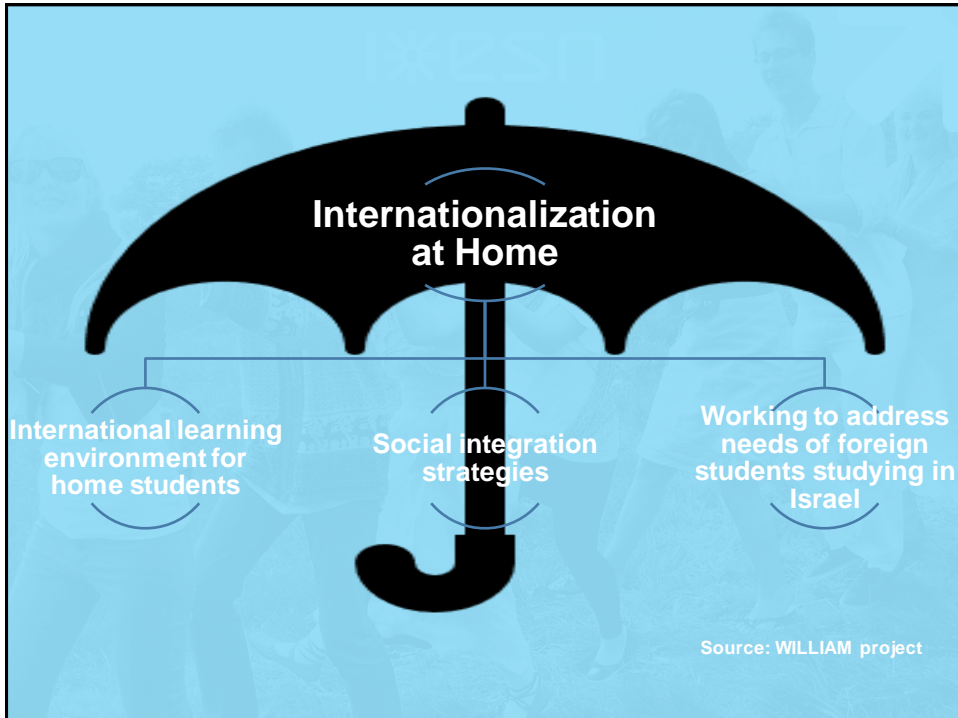 esn
Internationalization
at Home
International learning
environment for
home students
Social integration
strategies
Working to address
needs of foreign
students studying in
Israel
Source: WILLIAM project